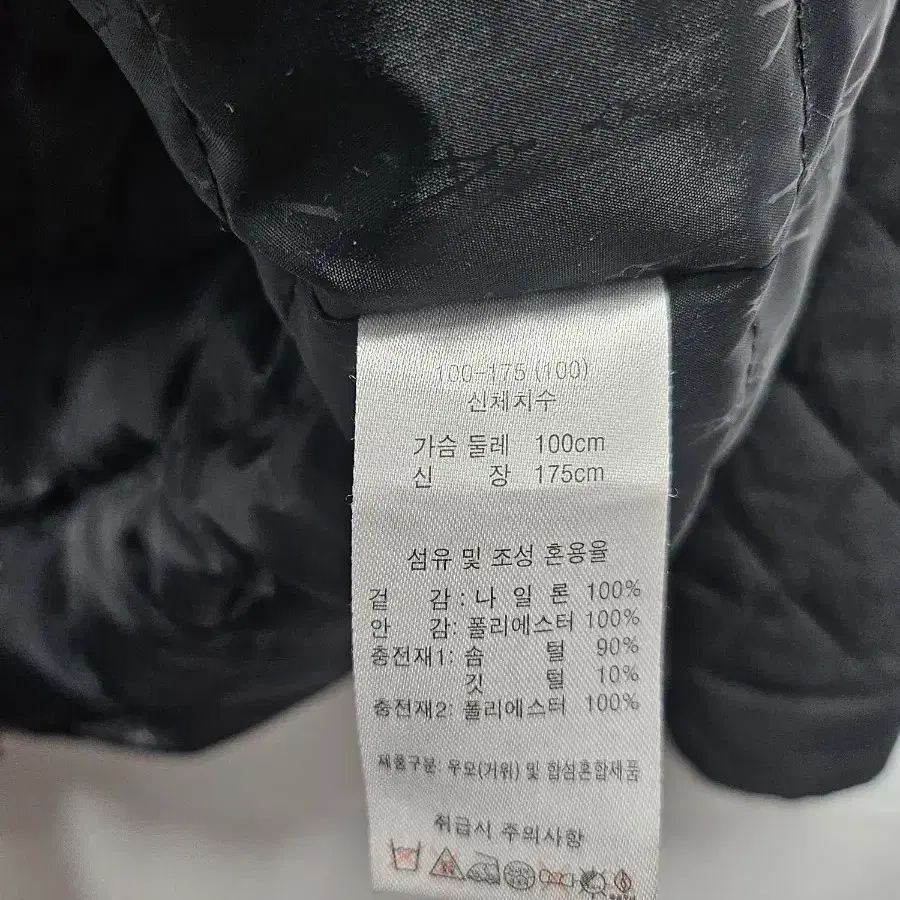 100-175 (100)
신체치수
가슴 둘레 100cm
신 장 175cm
섬유 및 조성 혼용율
겉 감 : 나 일 론 100%
안 감 : 폴리에스터 100%
충전재1: 솜 털 90%
깃 털 10%
충전재2: 폴리에스터 100%
제품구분: 우모(거위) 및 합섬혼합제품
취급시 주의사항